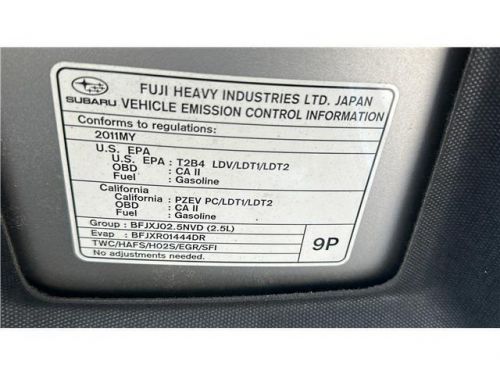 FUJI HEAVY INDUSTRIES LTD. JAPAN
SUBARU VEHICLE EMISSION CONTROL INFORMATION
Conforms to regulations:
2011MY
U.S. EPA
U.S. EPA : T2B4 LDV/LDT1/LDT2
OBD : CA II
Fuel : Gasoline
California
California : PZEV PC/LDT1/LDT2
OBD : CA II
Fuel : Gasoline
Group : BFJXJ02.5NVD (2.5L)
Evap : BFJXR01444DR
TWC/HAFS/HO2S/EGR/SFI
No adjustments needed.
9P